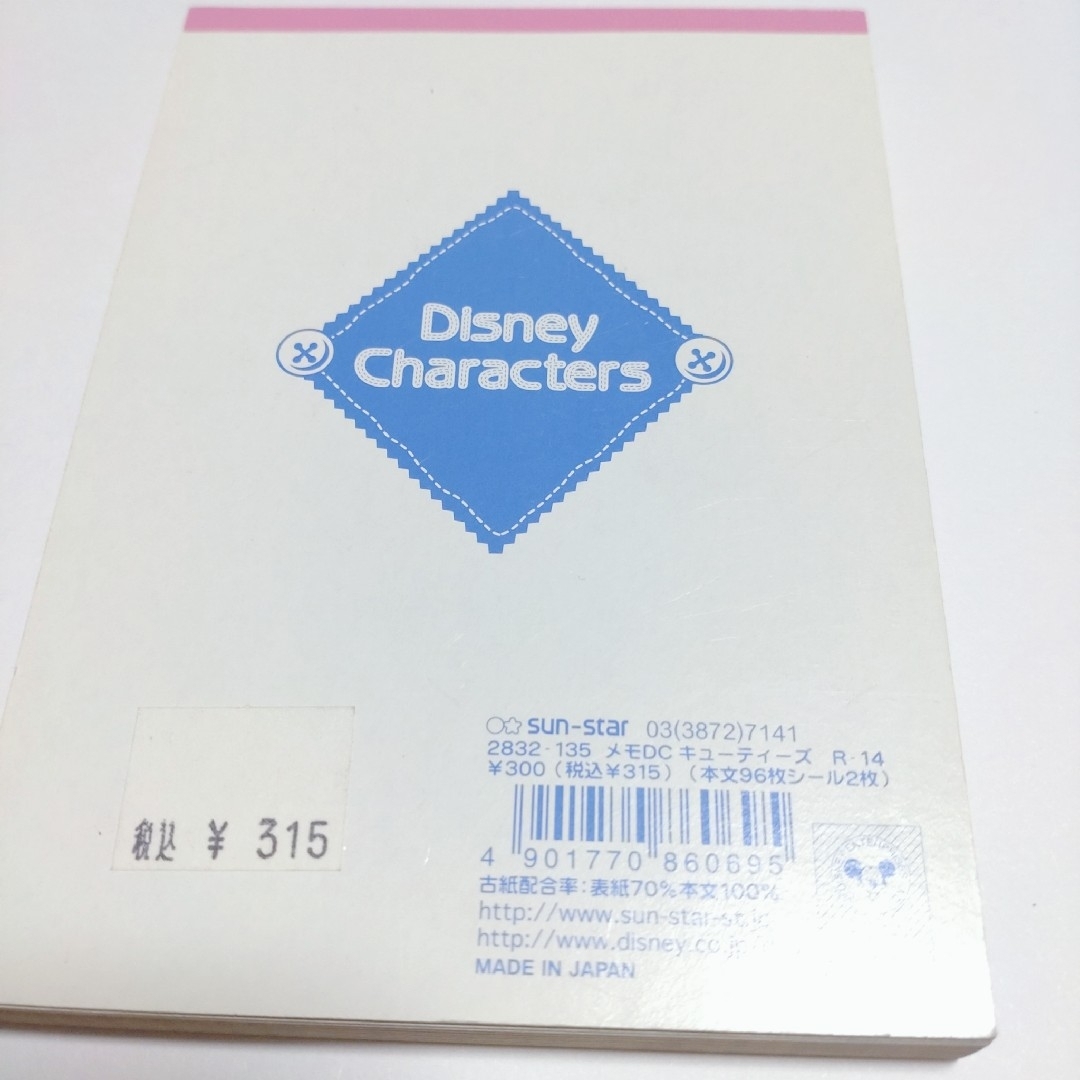 Disney
Characters
sun-star 03(3872)7141
2832-135 メモDC キューティーズ R-14
¥300(税込¥315)(本文96枚シール2枚)
4 901770 860695
古紙配合率:表紙70%本文100%
http://www.sun-star-st.jp
http://www.disney.co.jp
MADE IN JAPAN
税込 ¥ 315